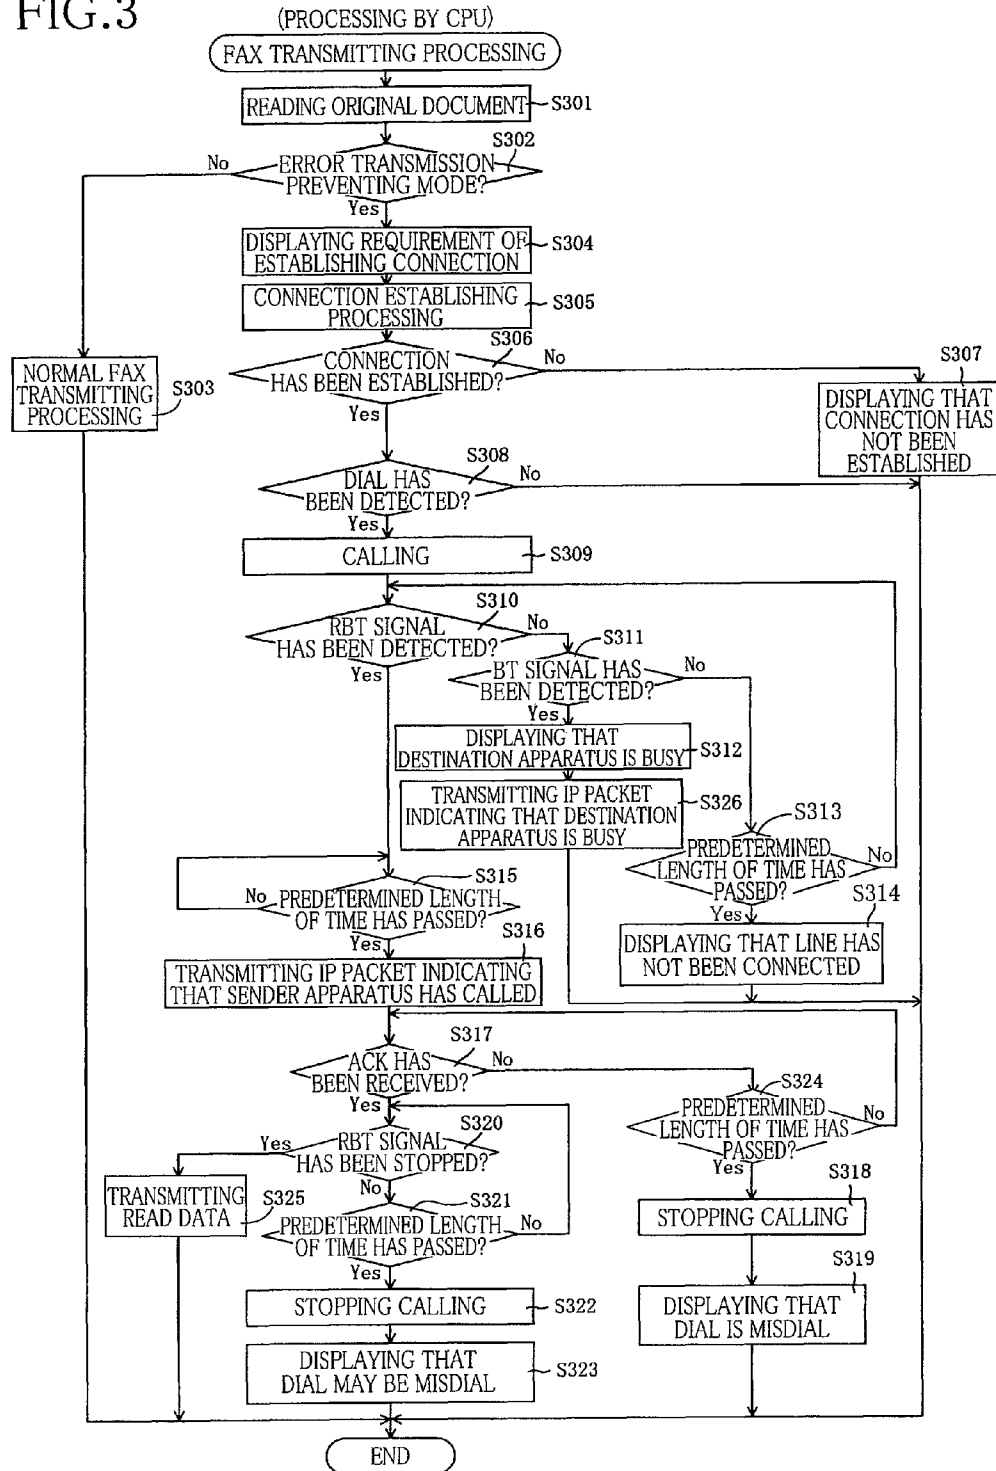 FIG.3
(PROCESSING BY CPU)
FAX TRANSMITTING PROCESSING
READING ORIGINAL DOCUMENT
S301
S302
ERROR TRANSMISSION
PREVENTING MODE?
No
Yes
DISPLAYING REQUIREMENT OF
ESTABLISHING CONNECTION
S304
CONNECTION ESTABLISHING
PROCESSING
S305
S306
CONNECTION
HAS BEEN ESTABLISHED?
No
Yes
NORMAL FAX
TRANSMITTING
PROCESSING
S303
S307
DISPLAYING THAT
CONNECTION HAS
NOT BEEN
ESTABLISHED
S308
DIAL HAS
BEEN DETECTED?
No
Yes
CALLING
S309
S310
RBT SIGNAL
HAS BEEN DETECTED?
No
Yes
S311
BT SIGNAL HAS
BEEN DETECTED?
No
Yes
DISPLAYING THAT
DESTINATION APPARATUS IS BUSY
S312
TRANSMITTING IP PACKET
INDICATING THAT DESTINATION
APPARATUS IS BUSY
S326
S313
PREDETERMINED
LENGTH OF TIME HAS
PASSED?
No
Yes
S314
DISPLAYING THAT LINE HAS
NOT BEEN CONNECTED
S315
PREDETERMINED LENGTH
OF TIME HAS PASSED?
No
Yes
S316
TRANSMITTING IP PACKET INDICATING
THAT SENDER APPARATUS HAS CALLED
S317
ACK HAS
BEEN RECEIVED?
No
Yes
S324
PREDETERMINED
LENGTH OF TIME HAS
PASSED?
No
Yes
S320
RBT SIGNAL
HAS BEEN STOPPED?
Yes
No
TRANSMITTING
READ DATA
S325
S321
PREDETERMINED LENGTH
OF TIME HAS PASSED?
No
Yes
S318
STOPPING CALLING
STOPPING CALLING
S322
S319
DISPLAYING THAT
DIAL IS MISDIAL
DISPLAYING THAT
DIAL MAY BE MISDIAL
S323
END